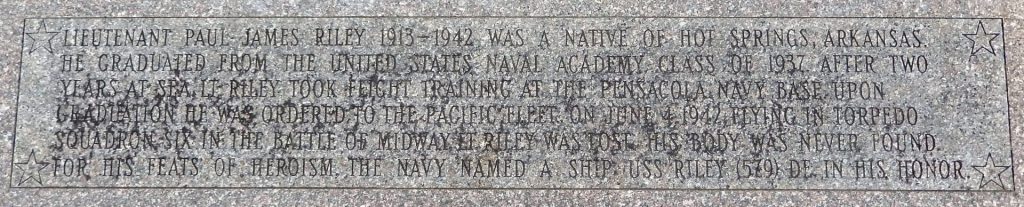 LIEUTENANT PAUL JAMES RILEY 1913-1942 WAS A NATIVE OF HOT SPRINGS, ARKANSAS.
HE GRADUATED FROM THE UNITED STATES NAVAL ACADEMY CLASS OF 1937. AFTER TWO
YEARS AT SEA, LT. RILEY TOOK FLIGHT TRAINING AT THE PENSACOLA NAVY BASE. UPON
GRADUATION HE WAS ORDERED TO THE PACIFIC FLEET. ON JUNE 4, 1942, FLYING IN TORPEDO
SQUADRON SIX IN THE BATTLE OF MIDWAY, LT. RILEY WAS LOST. HIS BODY WAS NEVER FOUND.
FOR HIS FEATS OF HEROISM, THE NAVY NAMED A SHIP USS RILEY (579) DE. IN HIS HONOR.